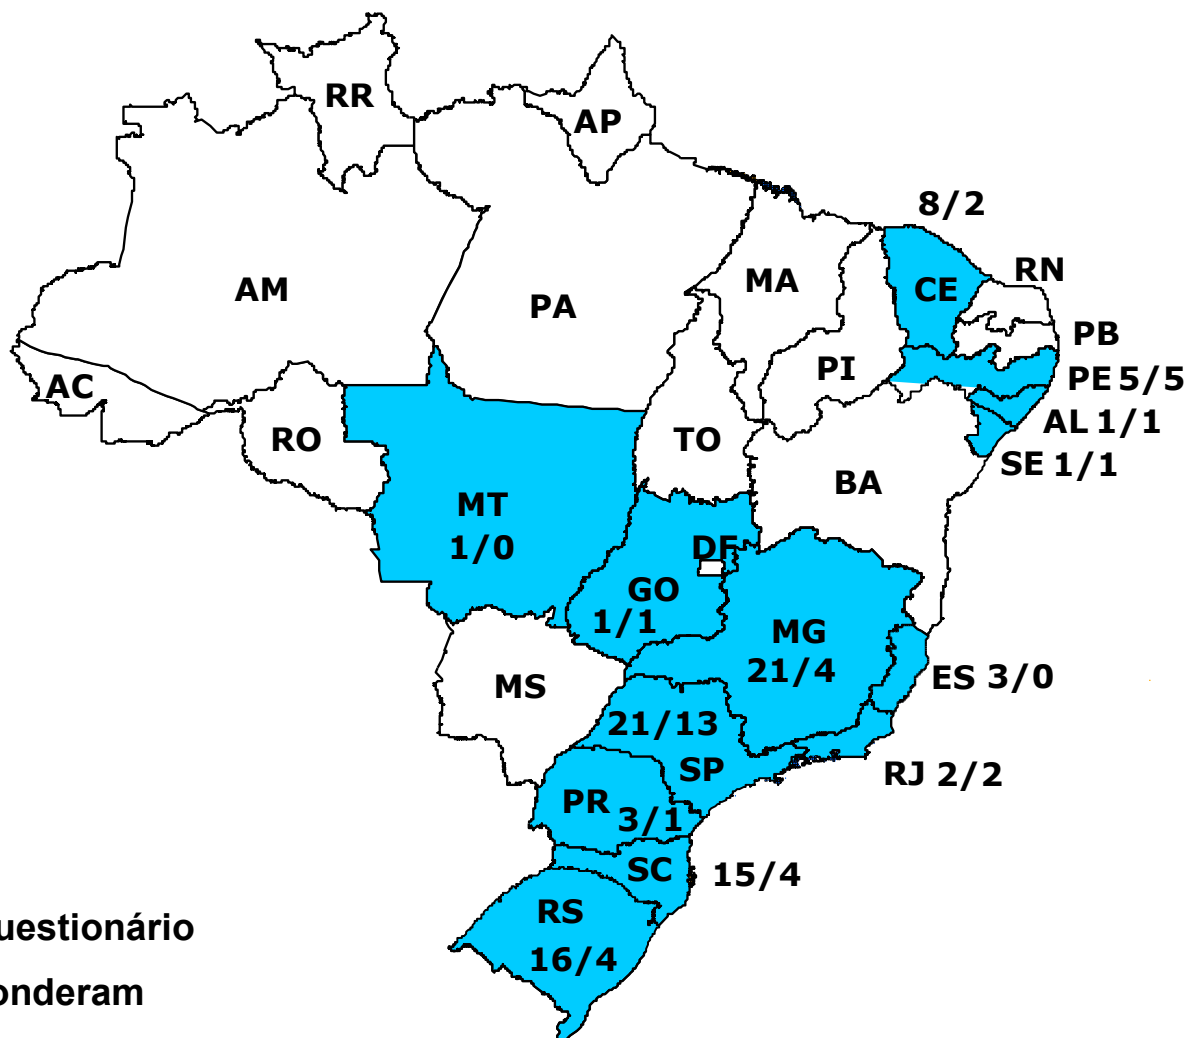 RR
AP
8/2
AM
PA
MA
CE
RN
PB
AC
PI
PE 5/5
RO
TO
AL 1/1
BA
SE 1/1
MT
1/0
DF
GO
1/1
MG
21/4
MS
ES 3/0
21/13
SP
RJ 2/2
PR
3/1
SC
15/4
RS
16/4
uestionário
onderam